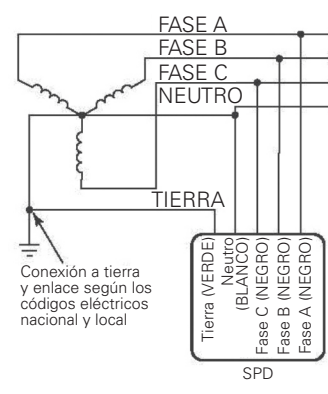 FASE A
FASE B
FASE C
NEUTRO
TIERRA
Conexión a tierra
y enlace según los
códigos eléctricos
nacional y local
Tierra (VERDE)
Neutro
(BLANCO)
Fase C (NEGRO)
Fase B (NEGRO)
Fase A (NEGRO)
SPD